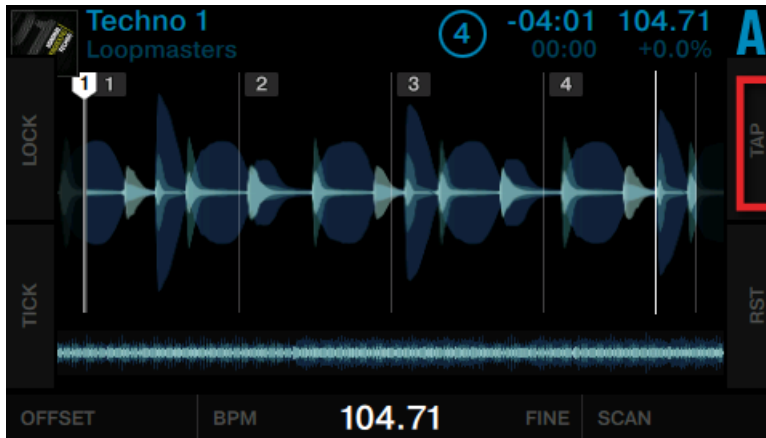 Techno 1
Loopmasters
4
-04:01 104.71
00:00 +0.0%
A
LOCK
TICK
1 1 2 3 4
TAP
RST
OFFSET BPM 104.71 FINE SCAN